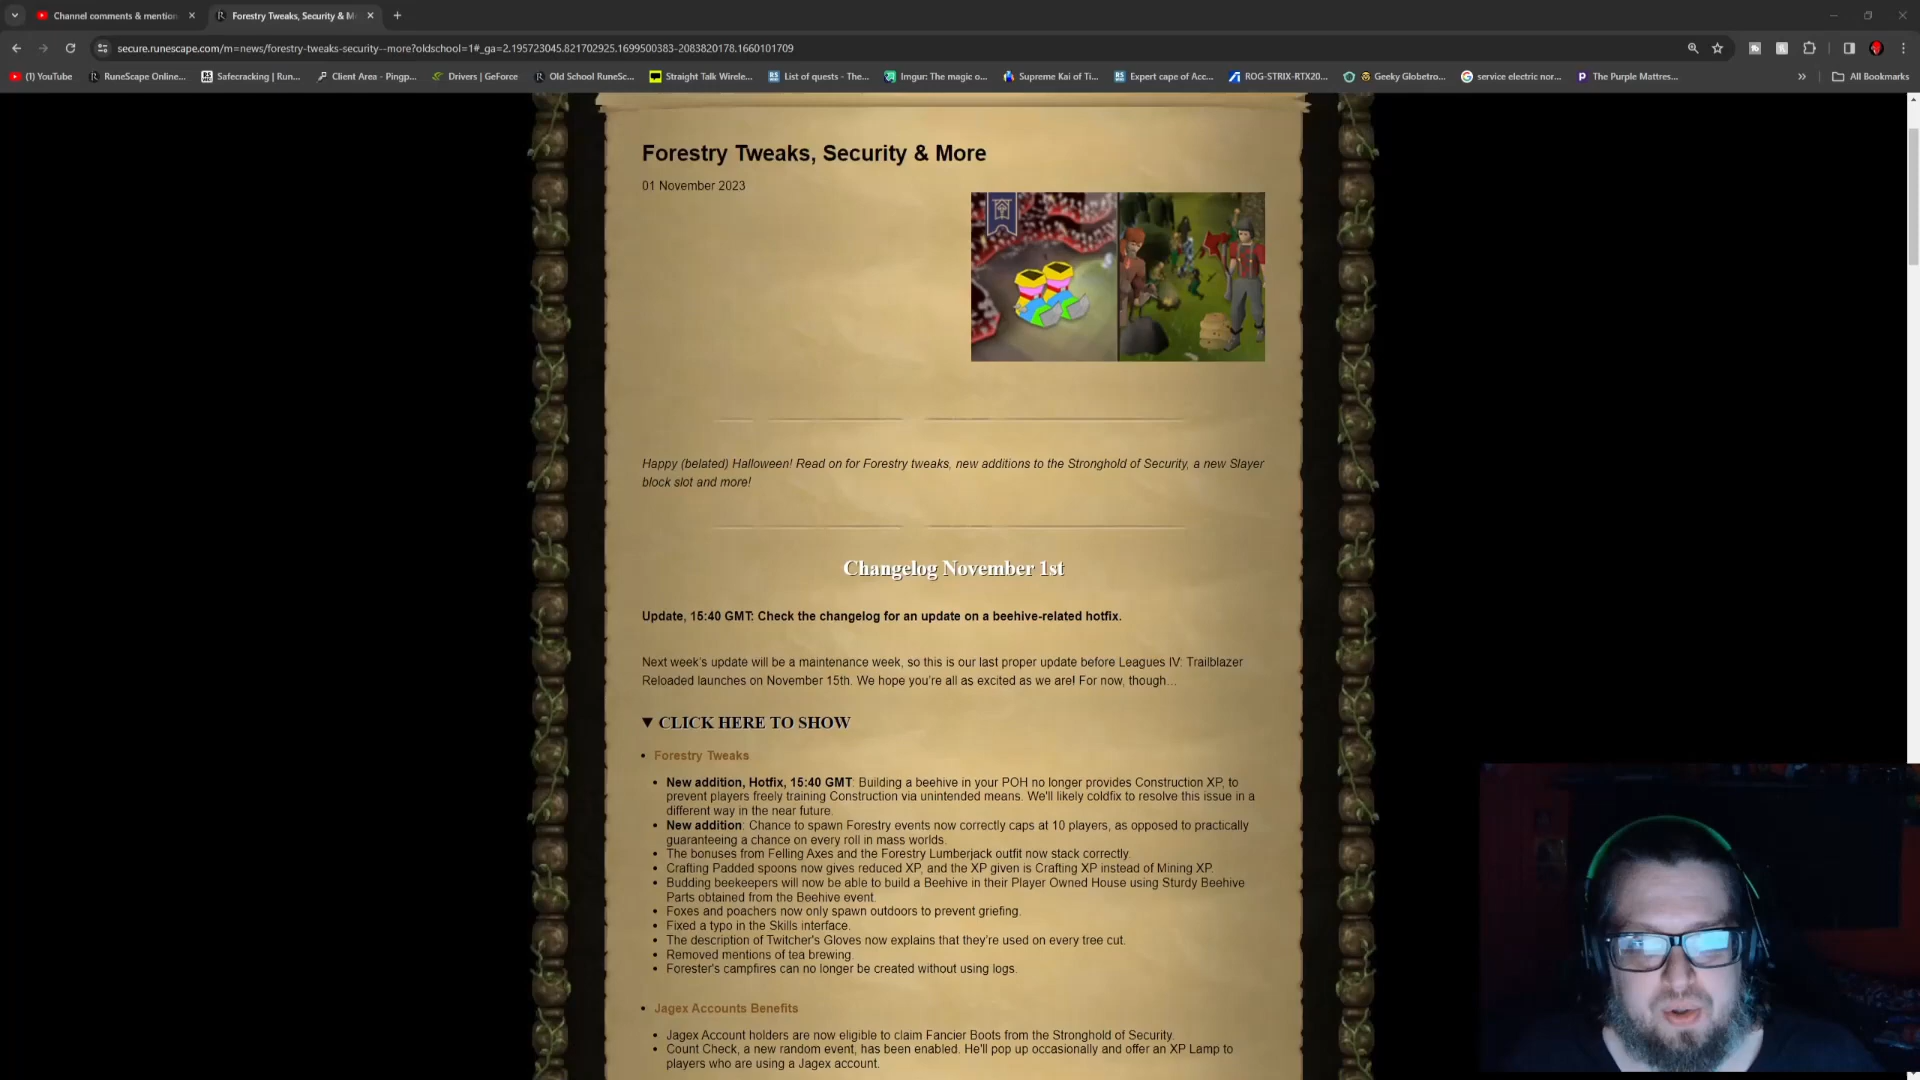 Channel comments & mention
Forestry Tweaks, Security & M
secure.runescape.com/m=news/forestry-tweaks-security--more?oldschool=1#_ga=2.195723045.821702925.1699500383-2083820178.1660101709
(1) YouTube
RuneScape Online...
Safecracking | Run...
Client Area - Pingp...
Drivers | GeForce
Old School RuneSc...
Straight Talk Wirele...
List of quests - The...
Imgur: The magic o...
Supreme Kai of Ti...
Expert cape of Acc...
ROG-STRIX-RTX20...
Geeky Globetro...
service electric nor...
The Purple Mattres...
All Bookmarks
Forestry Tweaks, Security & More
01 November 2023
Happy (belated) Halloween! Read on for Forestry tweaks, new additions to the Stronghold of Security, a new Slayer
block slot and more!
Changelog November 1st
Update, 15:40 GMT: Check the changelog for an update on a beehive-related hotfix.
Next week's update will be a maintenance week, so this is our last proper update before Leagues IV: Trailblazer
Reloaded launches on November 15th. We hope you're all as excited as we are! For now, though…
▼ CLICK HERE TO SHOW
• Forestry Tweaks
• New addition, Hotfix, 15:40 GMT: Building a beehive in your POH no longer provides Construction XP, to
prevent players freely training Construction via unintended means. We'll likely coldfix to resolve this issue in a
different way in the near future.
• New addition: Chance to spawn Forestry events now correctly caps at 10 players, as opposed to practically
guaranteeing a chance on every roll in mass worlds.
• The bonuses from Felling Axes and the Forestry Lumberjack outfit now stack correctly.
• Crafting Padded spoons now gives reduced XP, and the XP given is Crafting XP instead of Mining XP.
• Budding beekeepers will now be able to build a Beehive in their Player Owned House using Sturdy Beehive
Parts obtained from the Beehive event.
• Foxes and poachers now only spawn outdoors to prevent griefing.
• Fixed a typo in the Skills interface.
• The description of Twitcher's Gloves now explains that they're used on every tree cut.
• Removed mentions of tea brewing.
• Forester's campfires can no longer be created without using logs.
• Jagex Accounts Benefits
• Jagex Account holders are now eligible to claim Fancier Boots from the Stronghold of Security.
• Count Check, a new random event, has been enabled. He'll pop up occasionally and offer an XP Lamp to
players who are using a Jagex account.